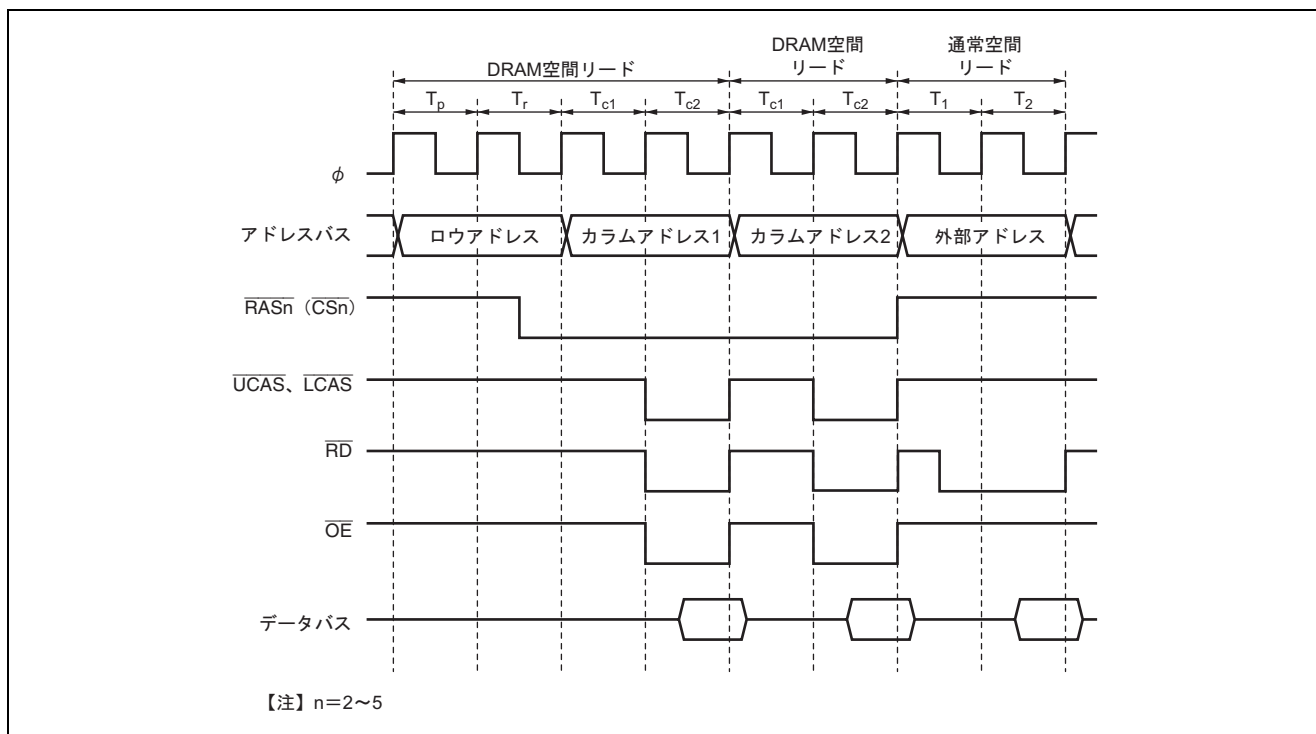 DRAM空間リード
DRAM空間
リード
通常空間
リード
Tp Tr Tc1 Tc2 Tc1 Tc2 T1 T2
φ
アドレスバス ロウアドレス カラムアドレス1 カラムアドレス2 外部アドレス
RASn（CSn）
UCAS、LCAS
RD
OE
データバス
【注】n＝2～5